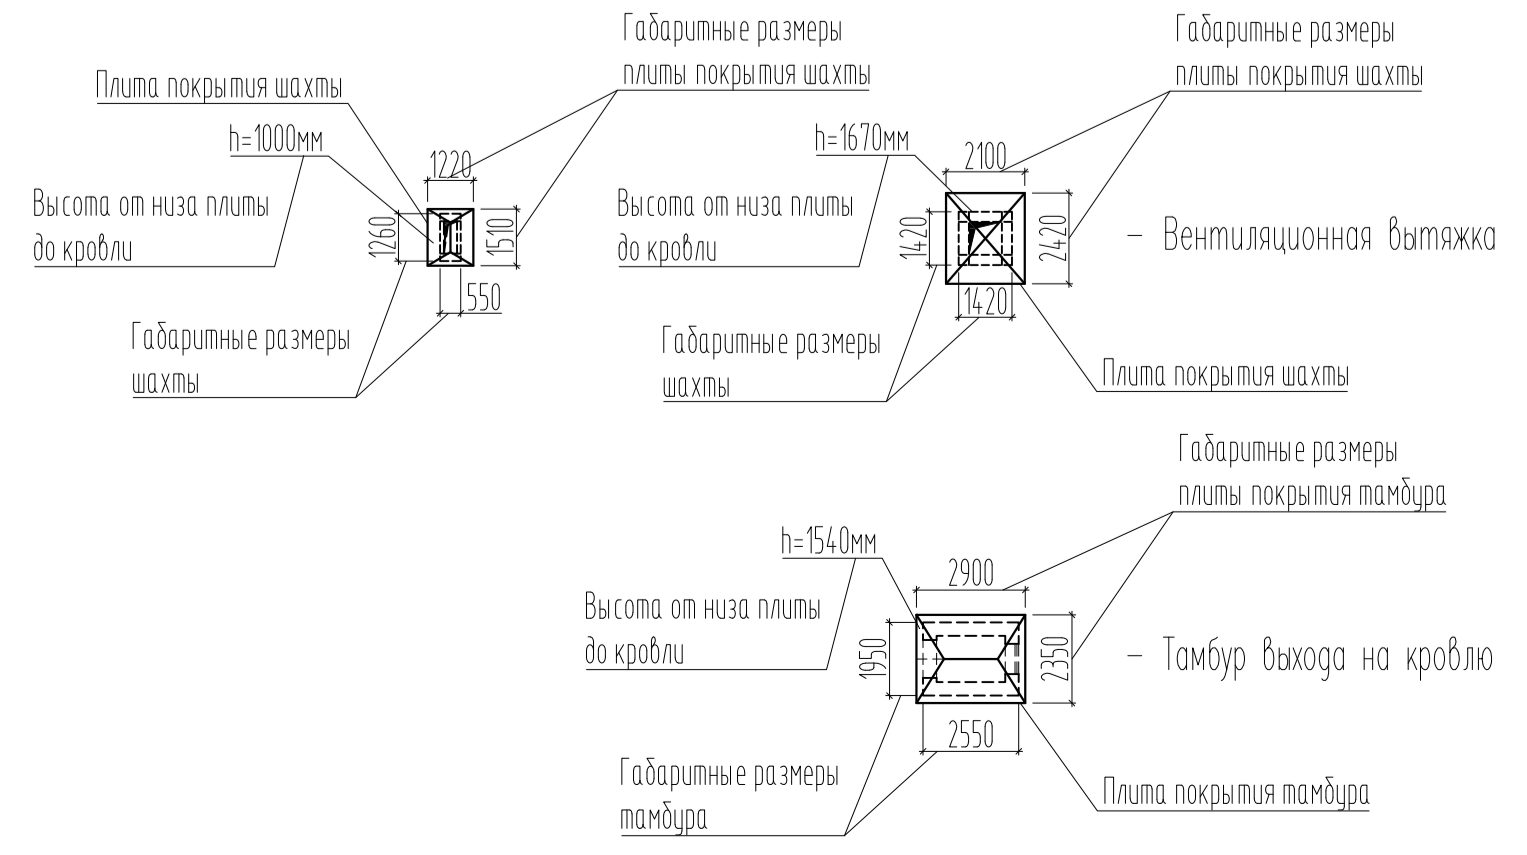 Габаритные размеры
плиты покрытия шахты
Плита покрытия шахты
h=1000мм
1220
Высота от низа плиты
до кровли
1260
1510
550
Габаритные размеры
шахты
Габаритные размеры
плиты покрытия шахты
h=1670мм
2100
Высота от низа плиты
до кровли
1420
2420
1420
– Вентиляционная вытяжка
Габаритные размеры
шахты
Плита покрытия шахты
Габаритные размеры
плиты покрытия тамбура
h=1540мм
2900
Высота от низа плиты
до кровли
1950
2350
2550
– Тамбур выхода на кровлю
Габаритные размеры
тамбура
Плита покрытия тамбура